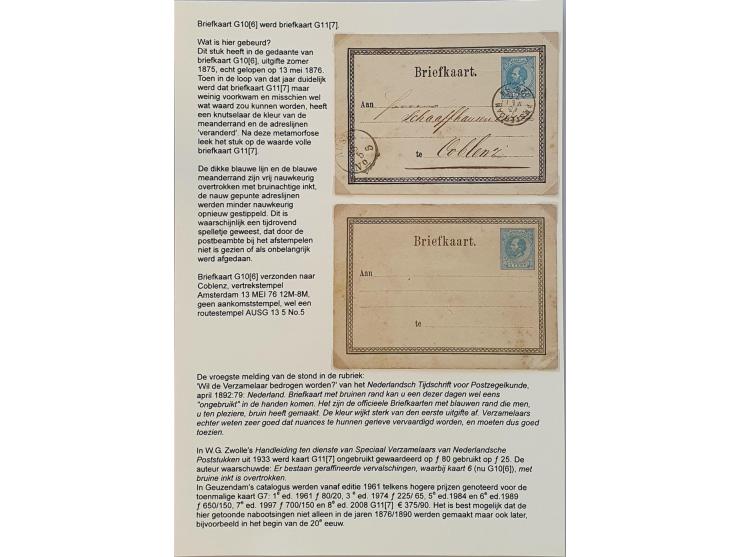 Briefkaart G10[6] werd briefkaart G11[7].
Wat is hier gebeurd?
Dit stuk heeft in de gedaante van
briefkaart G10[6], uitgifte zomer
1875, echt gelopen op 13 mei 1876.
Toen in de loop van dat jaar duidelijk
werd dat briefkaart G11[7] maar
weinig voorkwam en misschien wel
wat waard zou kunnen worden, heeft
een knutselaar de kleur van de
meanderrand en de adreslijnen
'veranderd'. Na deze metamorfose
leek het stuk op de waarde volle
briefkaart G11[7].
De dikke blauwe lijn en de blauwe
meanderrand zijn vrij nauwkeurig
overtrokken met bruinachtige inkt,
de nauw gepunte adreslijnen
werden minder nauwkeurig
opnieuw gestippeld. Dit is
waarschijnlijk een tijdrovend
spelletje geweest, dat door de
postbeambte bij het afstempelen
niet is gezien of als onbelangrijk
werd afgedaan.
Briefkaart G10[6] verzonden naar
Coblenz, vertrekstempel
Amsterdam 13 MEI 76 12M-8M,
geen aankomststempel, wel een
routestempel AUSG 13 5 No.5
Briefkaart.
Aan
Schaaffhausen
te Coblenz
Briefkaart.
Aan
te
De vroegste melding van de stond in de rubriek:
'Wil de Verzamelaar bedrogen worden?' van het Nederlandsch Tijdschrift voor Postzegelkunde,
april 1892:79: Nederland. Briefkaart met bruinen rand kan u een dezer dagen wel eens
"ongebruikt" in de handen komen. Het zijn de officieele Briefkaarten met blauwen rand die men,
u ten pleziere, bruin heeft gemaakt. De kleur wijkt sterk van den eerste uitgifte af. Verzamelaars
echter weten zeer goed dat nuances te hunnen gerieve vervaardigd worden, en moeten dus goed
toezien.
In W.G. Zwolle's Handleiding ten dienste van Speciaal Verzamelaars van Nederlandsche
Poststukken uit 1933 werd kaart G11[7] ongebruikt gewaardeerd op ƒ 80 gebruikt op ƒ 25. De
auteur waarschuwde: Er bestaan geraffineerde vervalschingen, waarbij kaart 6 (nu G10[6]), met
bruine inkt is overtrokken.
In Geuzendam's catalogus werden vanaf editie 1961 telkens hogere prijzen genoteerd voor de
toenmalige kaart G7: 1e ed. 1961 ƒ 80/20, 3 e ed. 1974 ƒ 225/ 65, 5e ed.1984 en 6e ed.1989
ƒ 650/150, 7e ed. 1997 ƒ 700/150 en 8e ed. 2008 G11[7] € 375/90. Het is best mogelijk dat de
hier getoonde nabootsingen niet alleen in de jaren 1876/1890 werden gemaakt maar ook later,
bijvoorbeeld in het begin van de 20e eeuw.